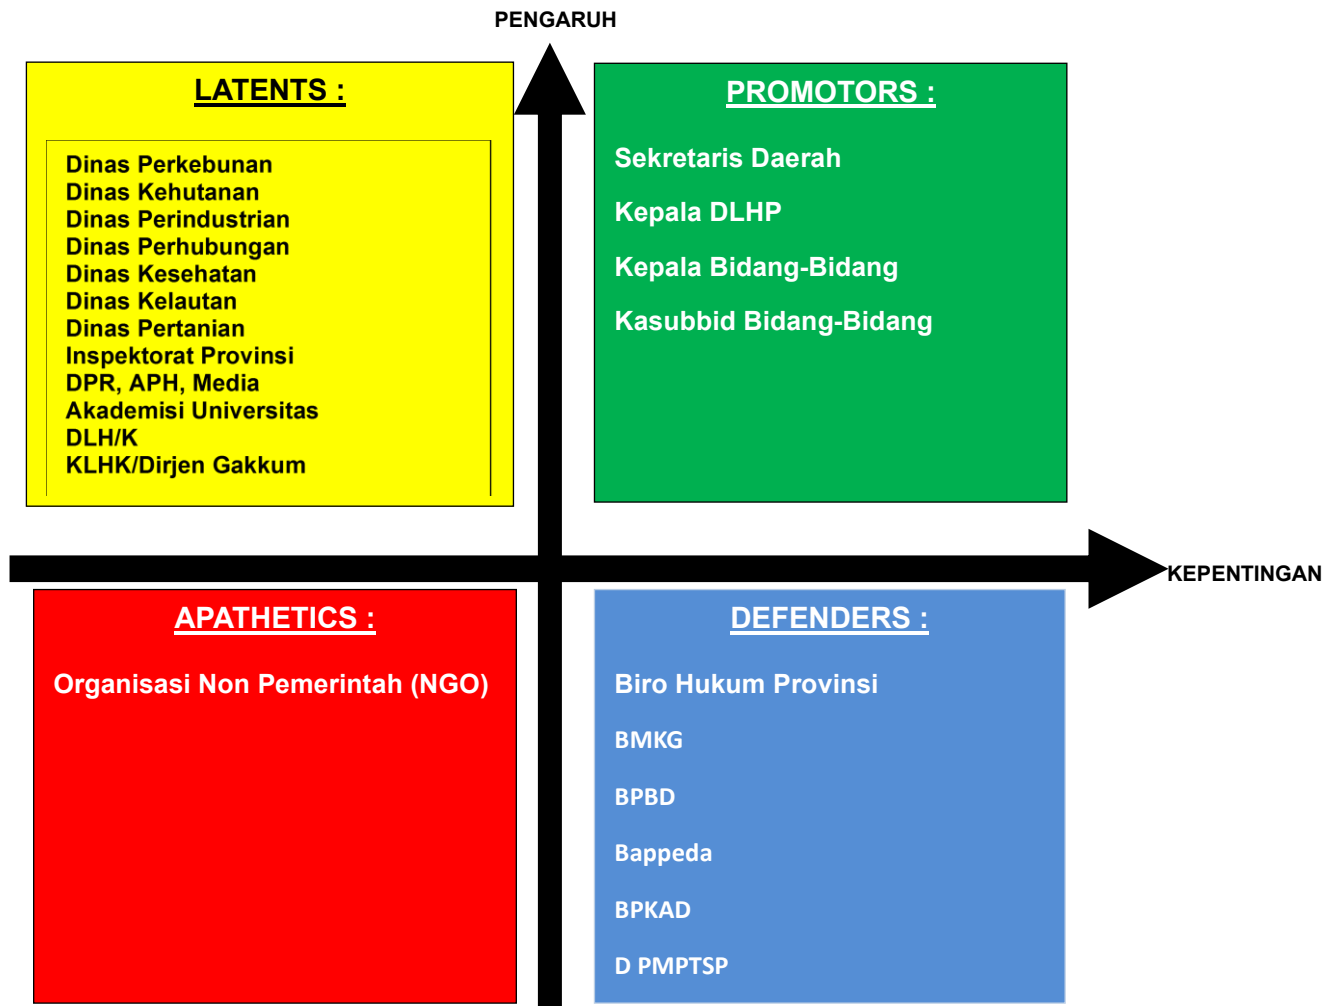 PENGARUH
LATENTS :
Dinas Perkebunan
Dinas Kehutanan
Dinas Perindustrian
Dinas Perhubungan
Dinas Kesehatan
Dinas Kelautan
Dinas Pertanian
Inspektorat Provinsi
DPR, APH, Media
Akademisi Universitas
DLH/K
KLHK/Dirjen Gakkum
PROMOTORS :
Sekretaris Daerah
Kepala DLHP
Kepala Bidang-Bidang
Kasubbid Bidang-Bidang
KEPENTINGAN
APATHETICS :
Organisasi Non Pemerintah (NGO)
DEFENDERS :
Biro Hukum Provinsi
BMKG
BPBD
Bappeda
BPKAD
D PMPTSP